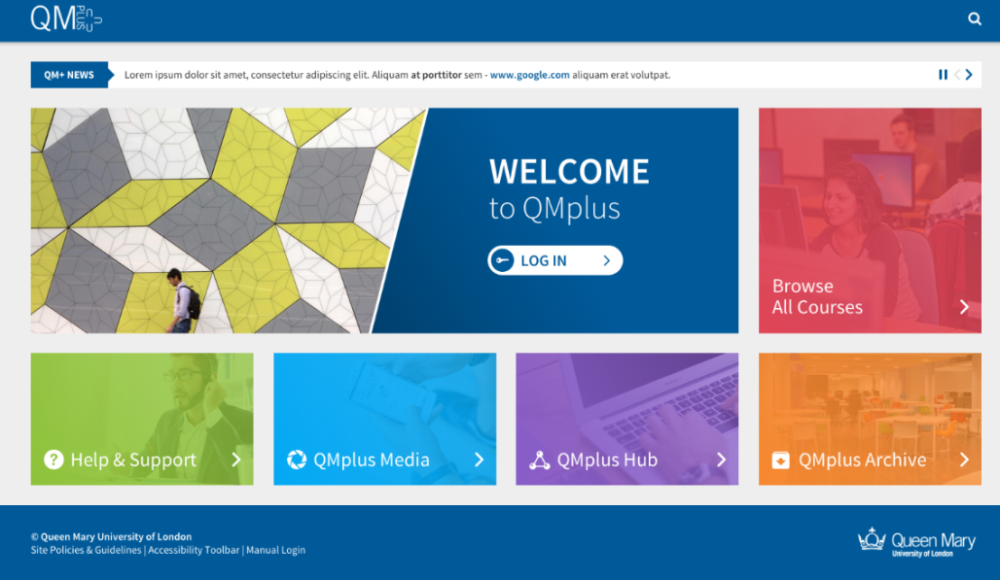 QM PLUS
QM+ NEWS
Lorem ipsum dolor sit amet, consectetur adipiscing elit. Aliquam at porttitor sem - www.google.com aliquam erat volutpat.
WELCOME
to QMplus
LOG IN
Browse
All Courses
Help & Support
QMplus Media
QMplus Hub
QMplus Archive
© Queen Mary University of London
Site Policies & Guidelines | Accessibility Toolbar | Manual Login
Queen Mary
University of London